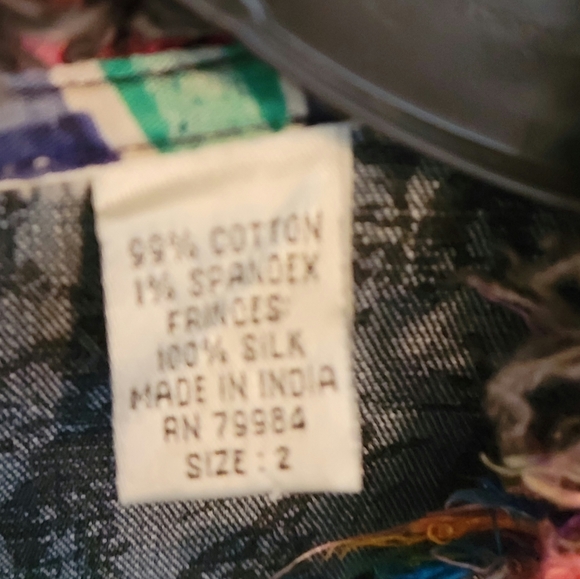 99% COTTON
1% SPANDEX
FRINGES
100% SILK
MADE IN INDIA
RN 79984
SIZE : 2